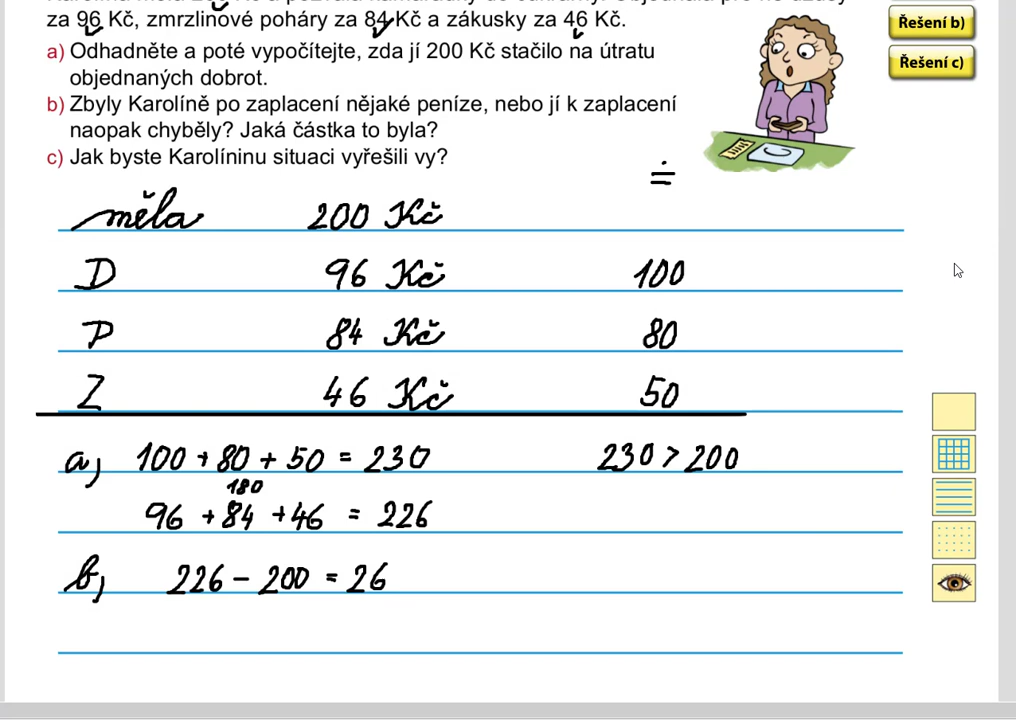 za 96 Kč, zmrzlinové poháry za 84 Kč a zákusky za 46 Kč.
a) Odhadněte a poté vypočítejte, zda jí 200 Kč stačilo na útratu
objednaných dobrot.
b) Zbyly Karolíně po zaplacení nějaké peníze, nebo jí k zaplacení
naopak chyběly? Jaká částka to byla?
c) Jak byste Karolíninu situaci vyřešili vy?
Řešení b)
Řešení c)
≐
měla 200 Kč
D 96 Kč 100
P 84 Kč 80
Z 46 Kč 50
a) 100 + 80 + 50 = 230 230 > 200
180
96 + 84 + 46 = 226
b) 226 - 200 = 26